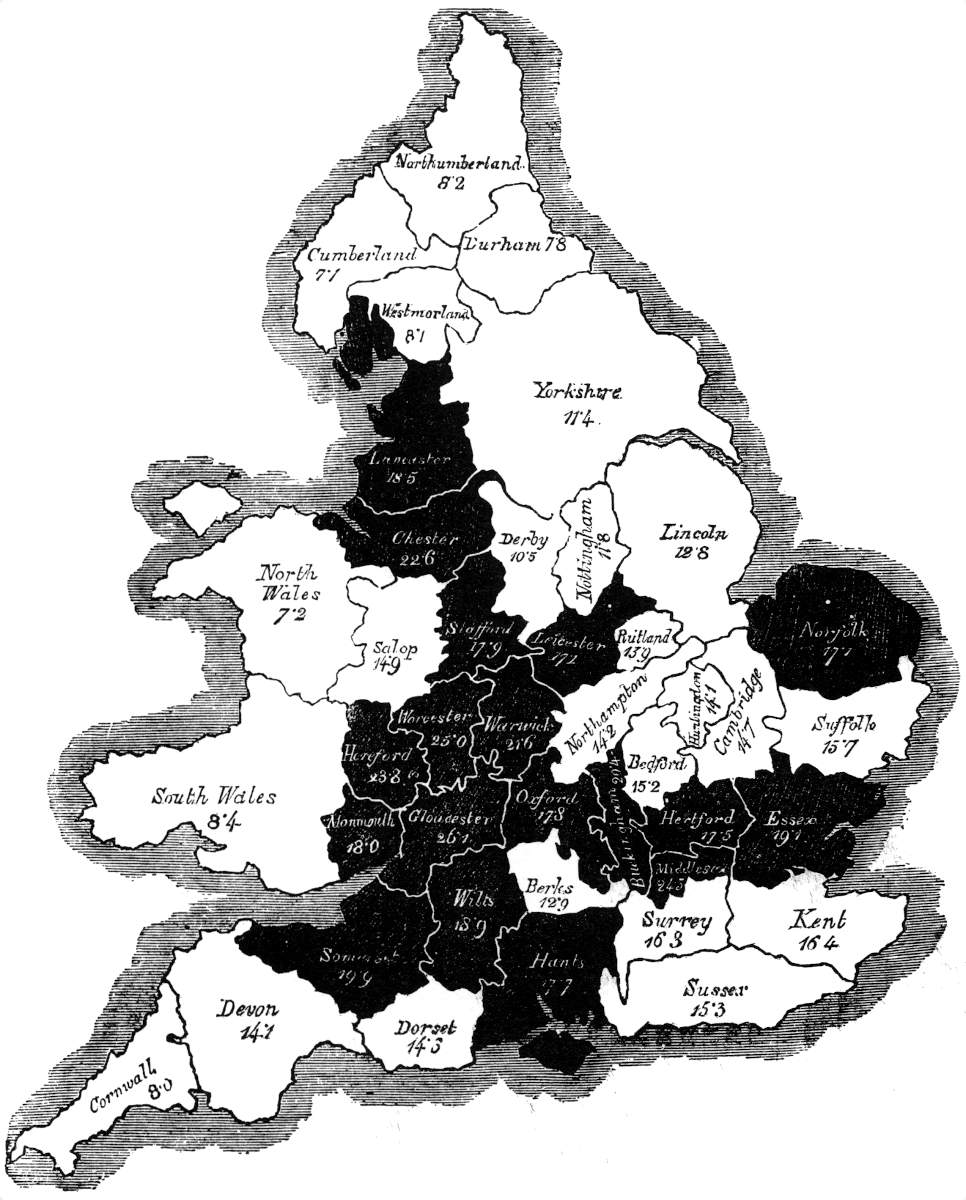 Northumberland
8·2
Durham 7·8
Cumberland
7·1
Westmorland
8·1
Yorkshire
11·4
Lancaster
18·5
Chester
22·6
Derby
10·5
Nottingham
11·8
Lincoln
12·8
North
Wales
7·2
Salop
14·9
Stafford
17·9
Leicester
17·1
Rutland
13·9
Norfolk
17·1
Northampton
14·2
Huntingdon
14·1
Cambridge
14·7
Suffolk
15·7
Worcester
25·0
Warwick
21·6
Hereford
23·8
Bedford
15·2
Buckingham 20·4
South Wales
8·4
Monmouth
18·0
Gloucester
26·1
Oxford
17·8
Hertford
17·5
Essex
19·1
Middlesex
24·3
Berks
12·9
Wilts
18·9
Surrey
16·3
Kent
16·4
Somerset
19·9
Hants
17·7
Sussex
15·3
Devon
14·1
Dorset
14·3
Cornwall
8·0